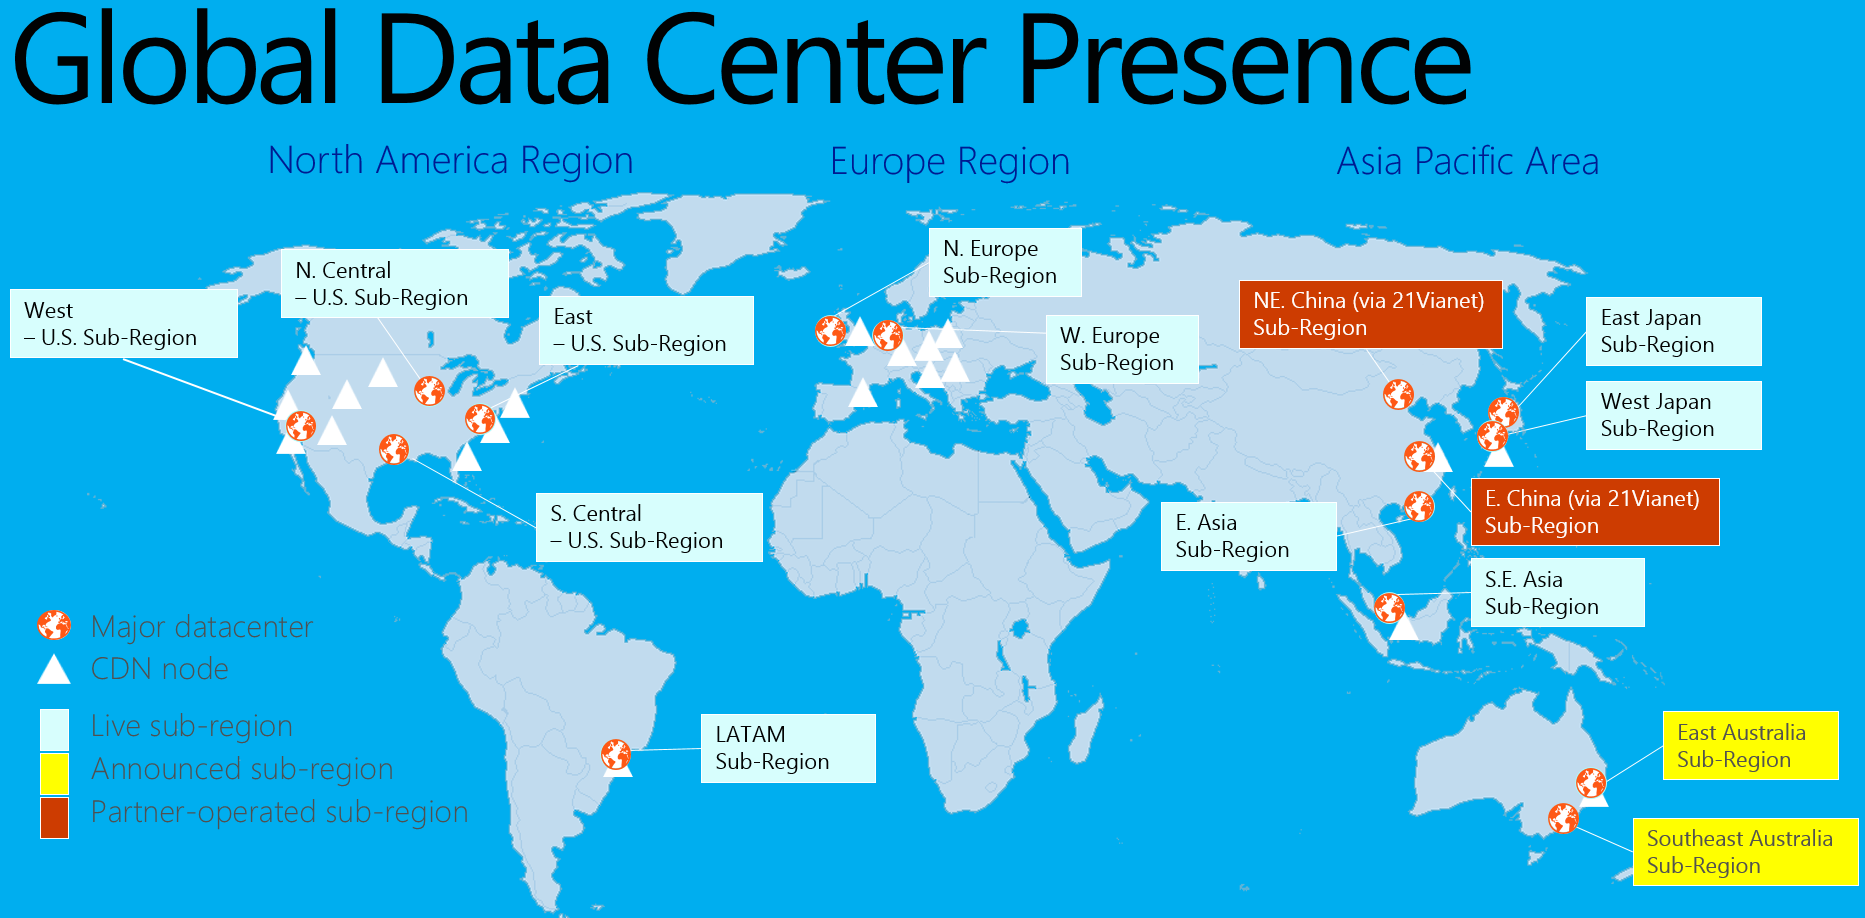 Global Data Center Presence
North America Region
Europe Region
Asia Pacific Area
West
– U.S. Sub-Region
N. Central
– U.S. Sub-Region
East
– U.S. Sub-Region
S. Central
– U.S. Sub-Region
N. Europe
Sub-Region
W. Europe
Sub-Region
NE. China (via 21Vianet)
Sub-Region
East Japan
Sub-Region
West Japan
Sub-Region
E. China (via 21Vianet)
Sub-Region
E. Asia
Sub-Region
S.E. Asia
Sub-Region
LATAM
Sub-Region
East Australia
Sub-Region
Southeast Australia
Sub-Region
Major datacenter
CDN node
Live sub-region
Announced sub-region
Partner-operated sub-region